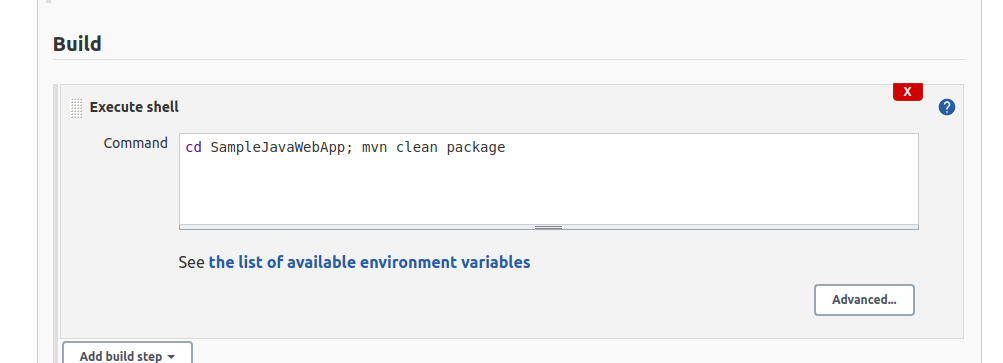 Build
X
Execute shell
?
Command
cd SampleJavaWebApp; mvn clean package
See the list of available environment variables
Advanced...
Add build step